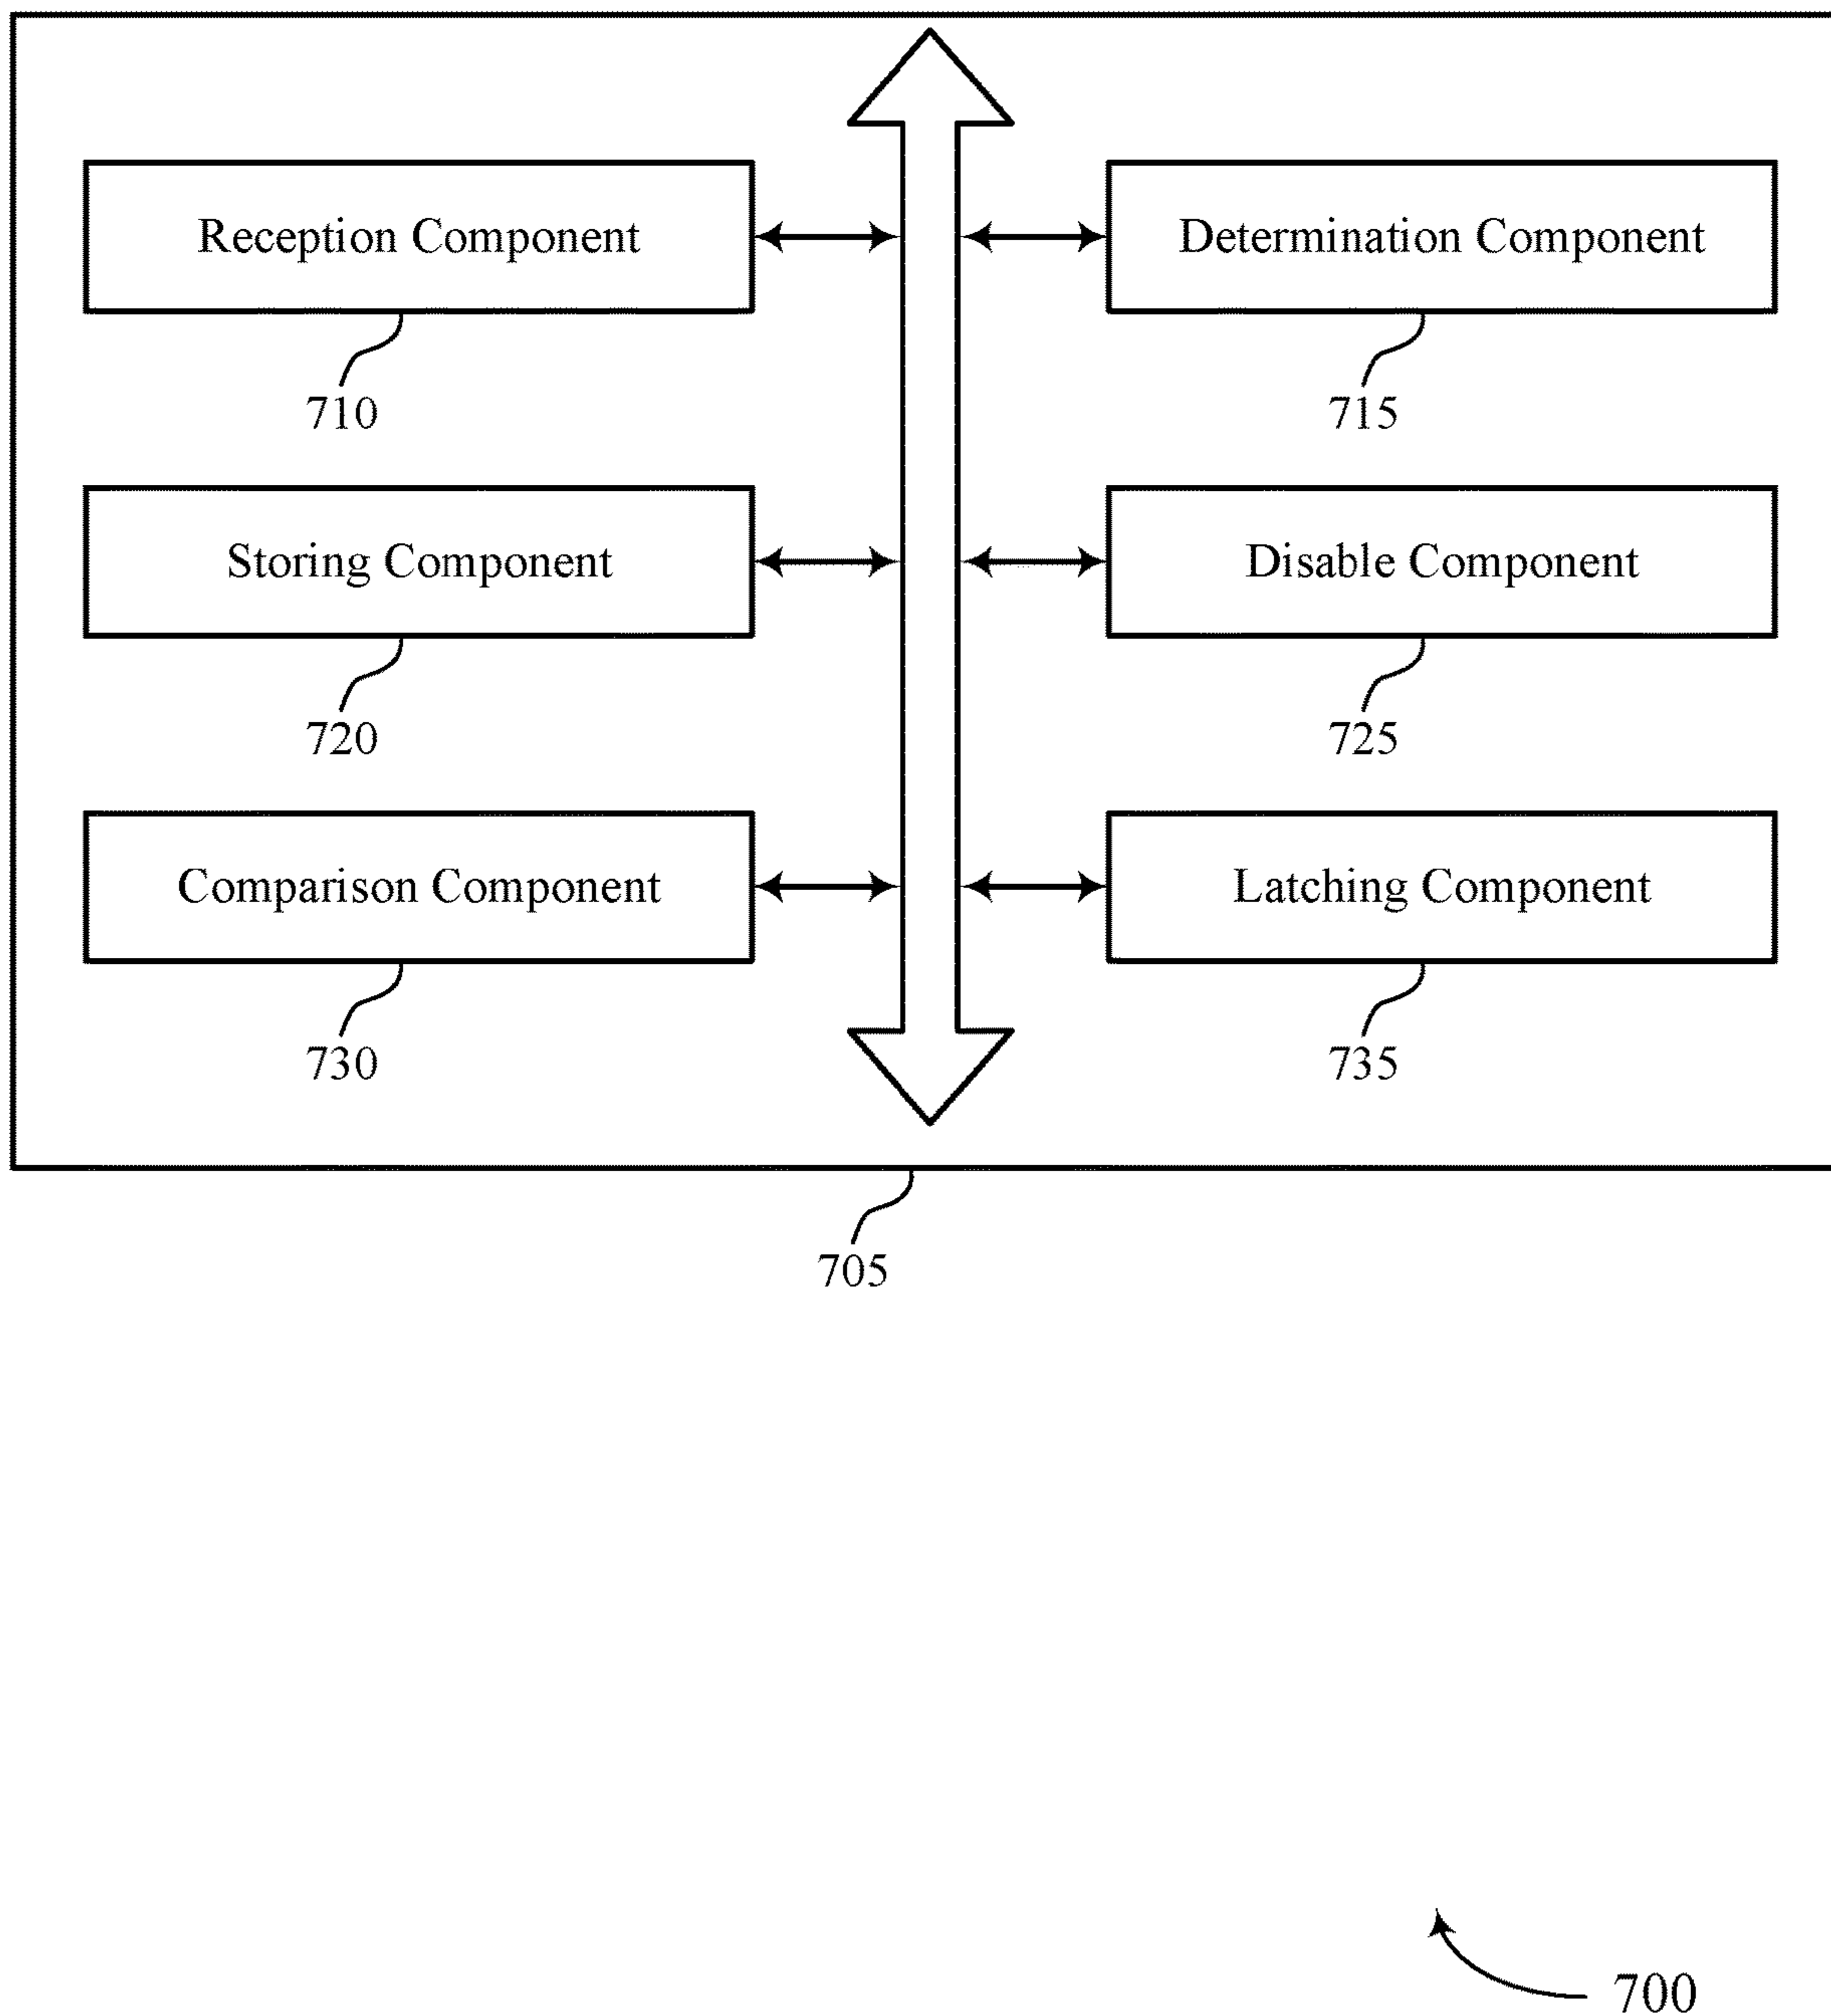 Reception Component
Determination Component
710
715
Storing Component
Disable Component
720
725
Comparison Component
Latching Component
730
735
705
700